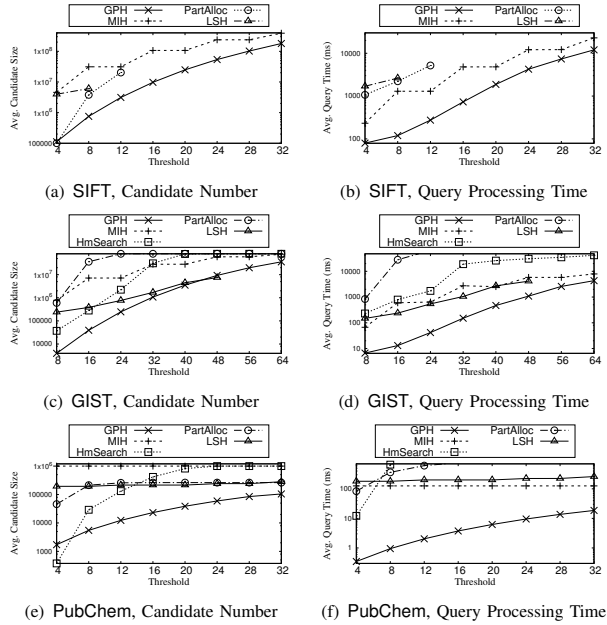 GPH PartAlloc
MIH LSH
Avg. Candidate Size
1x10^8
1x10^7
1x10^6
100000
4 8 12 16 20 24 28 32
Threshold
(a) SIFT, Candidate Number
GPH PartAlloc
MIH LSH
Avg. Query Time (ms)
10000
1000
100
4 8 12 16 20 24 28 32
Threshold
(b) SIFT, Query Processing Time
GPH PartAlloc
MIH LSH
HmSearch
Avg. Candidate Size
1x10^7
1x10^6
100000
10000
8 16 24 32 40 48 56 64
Threshold
(c) GIST, Candidate Number
GPH PartAlloc
MIH LSH
HmSearch
Avg. Query Time (ms)
10000
1000
100
10
8 16 24 32 40 48 56 64
Threshold
(d) GIST, Query Processing Time
GPH PartAlloc
MIH LSH
HmSearch
Avg. Candidate Size
1x10^6
100000
10000
1000
4 8 12 16 20 24 28 32
Threshold
(e) PubChem, Candidate Number
GPH PartAlloc
MIH LSH
HmSearch
Avg. Query Time (ms)
100
10
1
4 8 12 16 20 24 28 32
Threshold
(f) PubChem, Query Processing Time